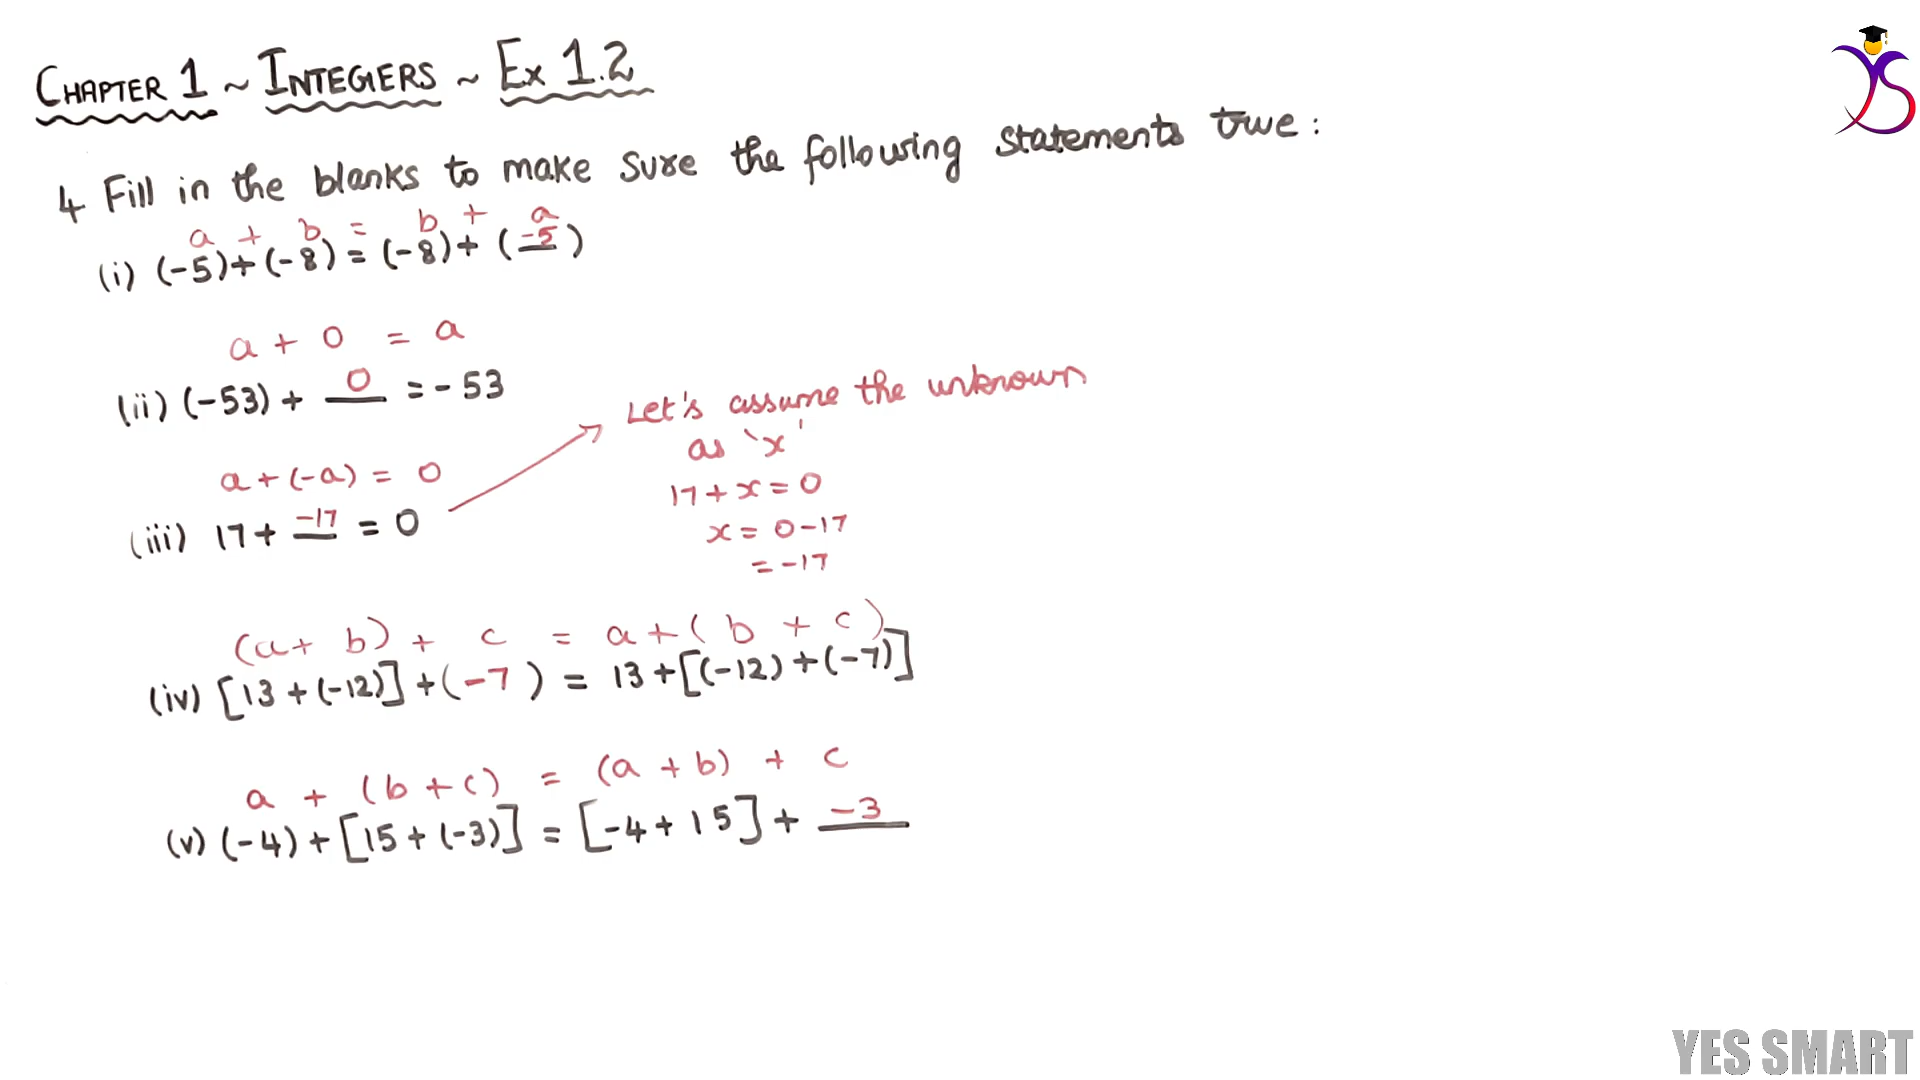 CHAPTER 1 ~ INTEGERS ~ Ex 1.2
4 Fill in the blanks to make sure the following statements true :
a + b = b + a
(i) (-5)+(-8) = (-8)+ (-5)
a + 0 = a
(ii) (-53) + 0 = -53
a + (-a) = 0
(iii) 17 + -17 = 0
Let's assume the unknown
as 'x'
17 + x = 0
x = 0 - 17
= -17
(a + b) + c = a + ( b + c )
(iv) [13 + (-12)] + (-7) = 13 + [(-12) + (-7)]
a + (b + c) = (a + b) + c
(v) (-4) + [15 + (-3)] = [-4 + 15] + -3
YES SMART
YS